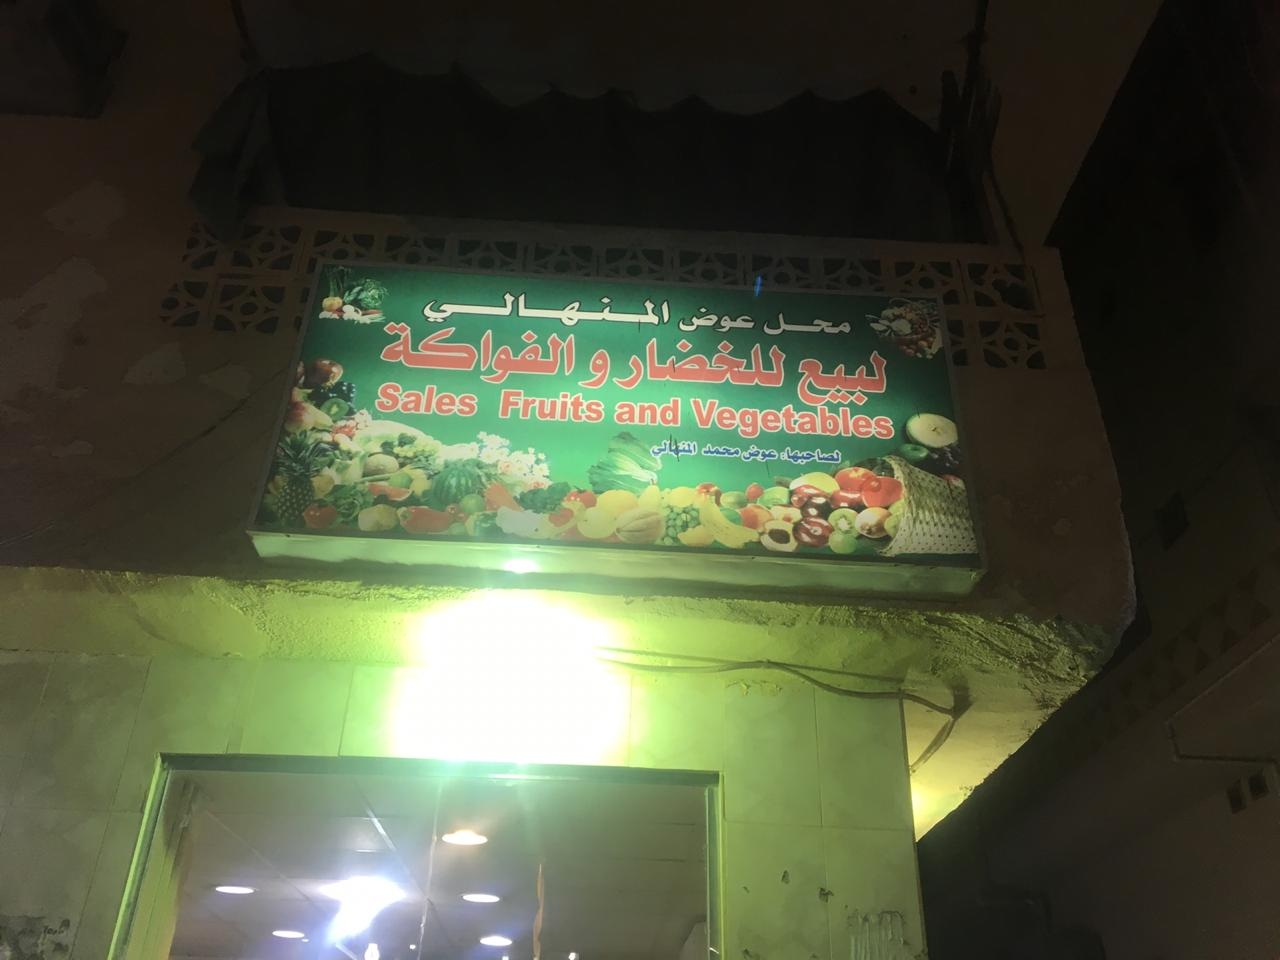 محل عوض المنهالي
لبيع للخضار و الفواكة
Sales Fruits and Vegetables
لصاحبها: عوض محمد المنهالي